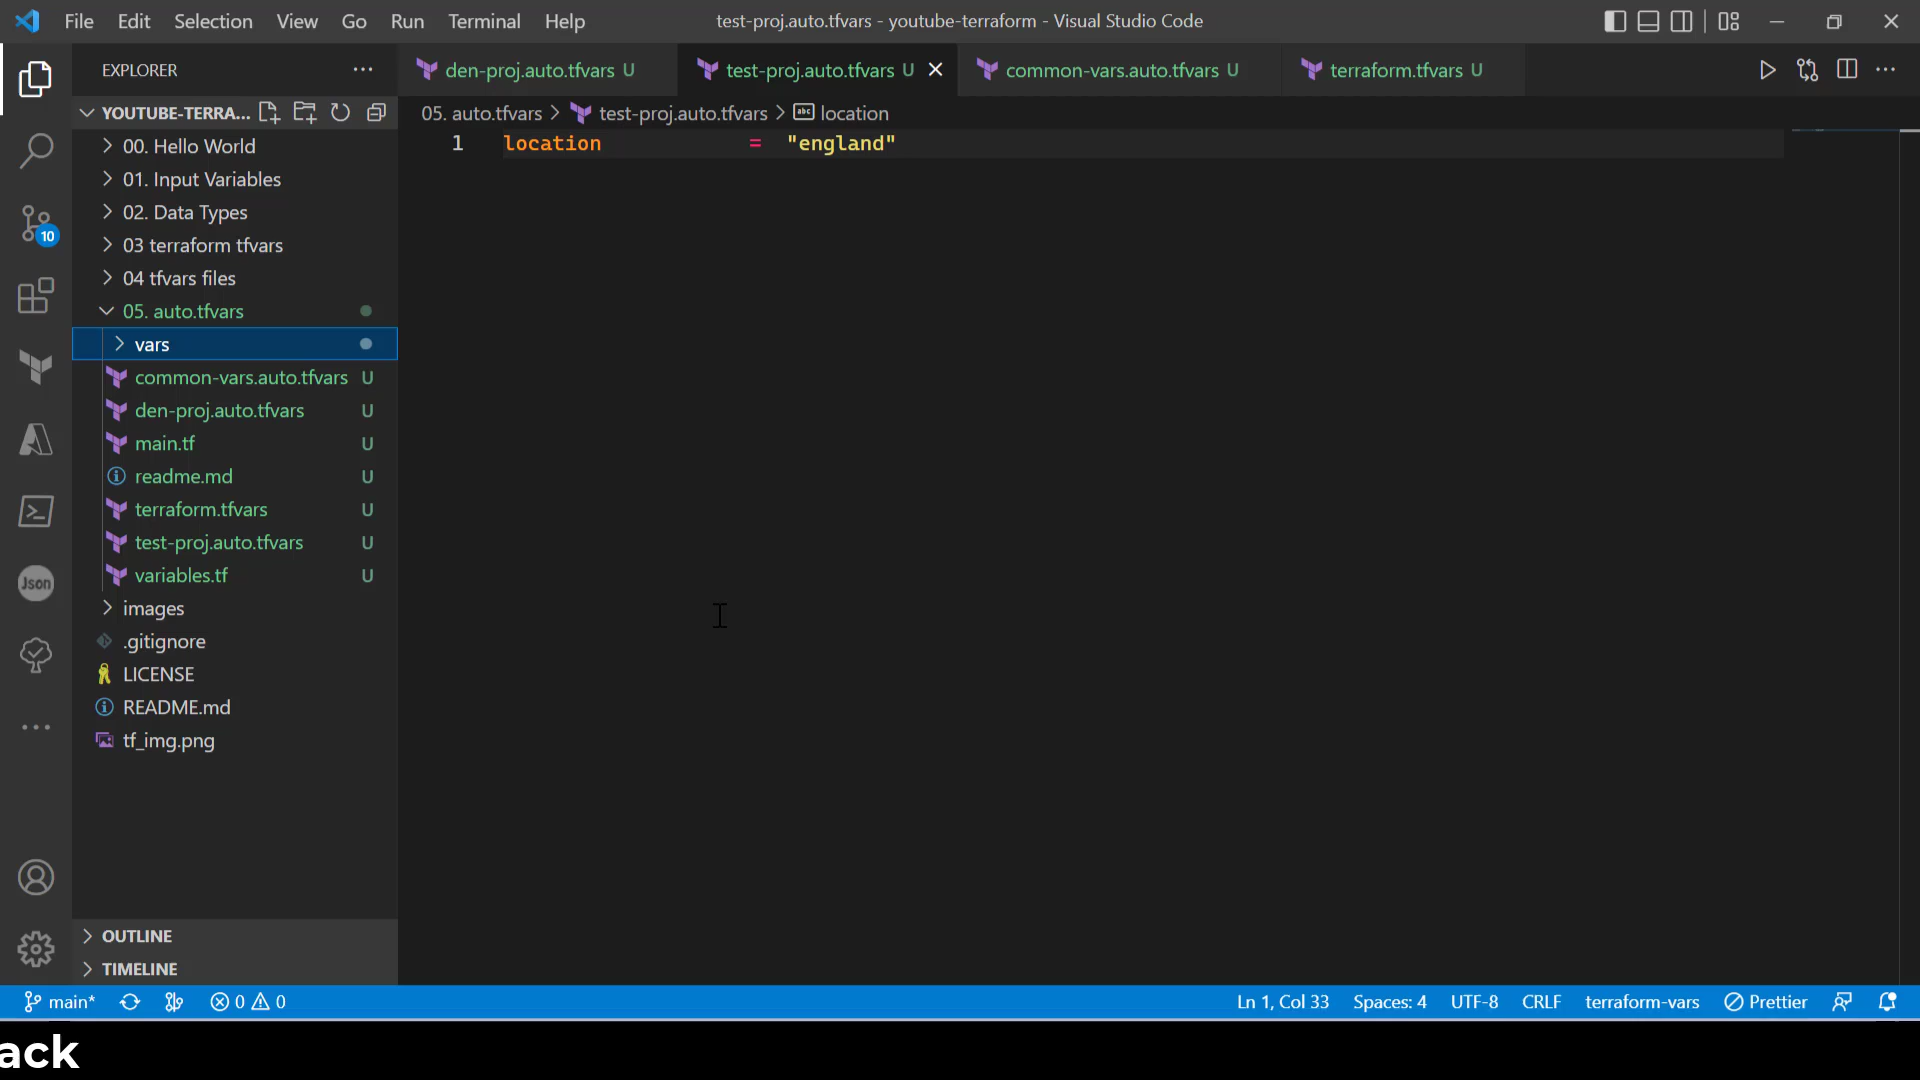 File Edit Selection View Go Run Terminal Help
test-proj.auto.tfvars - youtube-terraform - Visual Studio Code
EXPLORER
den-proj.auto.tfvars U
test-proj.auto.tfvars U
common-vars.auto.tfvars U
terraform.tfvars U
YOUTUBE-TERRA...
05. auto.tfvars > test-proj.auto.tfvars > location
1 location = "england"
00. Hello World
01. Input Variables
02. Data Types
03 terraform tfvars
04 tfvars files
05. auto.tfvars
vars
common-vars.auto.tfvars U
den-proj.auto.tfvars U
main.tf U
readme.md U
terraform.tfvars U
test-proj.auto.tfvars U
variables.tf U
images
.gitignore
LICENSE
README.md
tf_img.png
10
Json
OUTLINE
TIMELINE
main* 0 0 Ln 1, Col 33 Spaces: 4 UTF-8 CRLF terraform-vars Prettier
ack